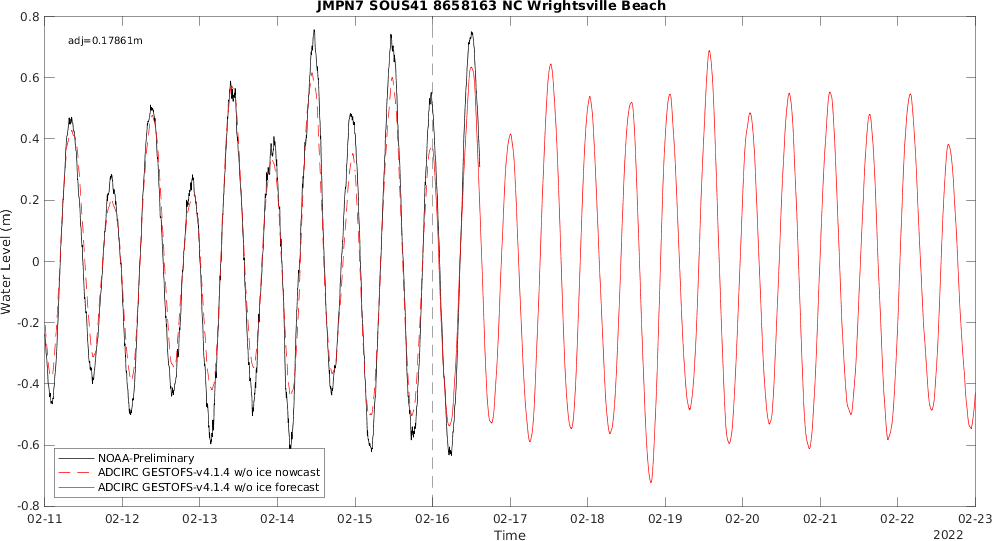 JMPN7 SOUS41 8658163 NC Wrightsville Beach
adj=0.17861m
0.8
0.6
0.4
0.2
0
-0.2
-0.4
-0.6
-0.8
Water Level (m)
NOAA-Preliminary
ADCIRC GESTOFS-v4.1.4 w/o ice nowcast
ADCIRC GESTOFS-v4.1.4 w/o ice forecast
02-11 02-12 02-13 02-14 02-15 02-16 02-17 02-18 02-19 02-20 02-21 02-22 02-23
Time
2022